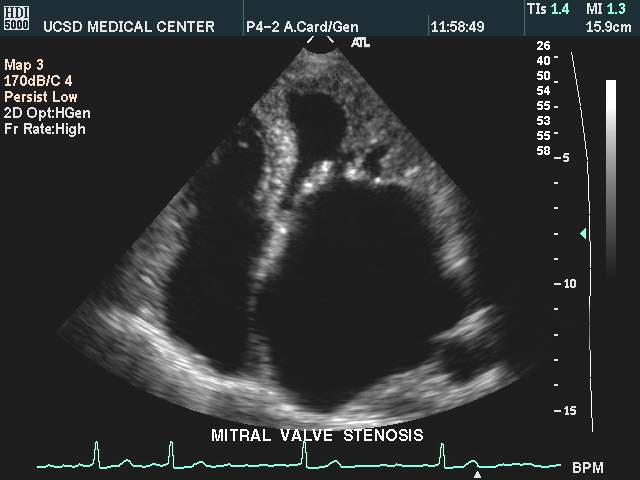 HDI 5000
UCSD MEDICAL CENTER
P4-2 A.Card/Gen
11:58:49
TIs 1.4
MI 1.3
15.9cm
ATL
Map 3
170dB/C 4
Persist Low
2D Opt:HGen
Fr Rate:High
26
40
50
54
55
53
55
58
5
10
15
MITRAL VALVE STENOSIS
BPM